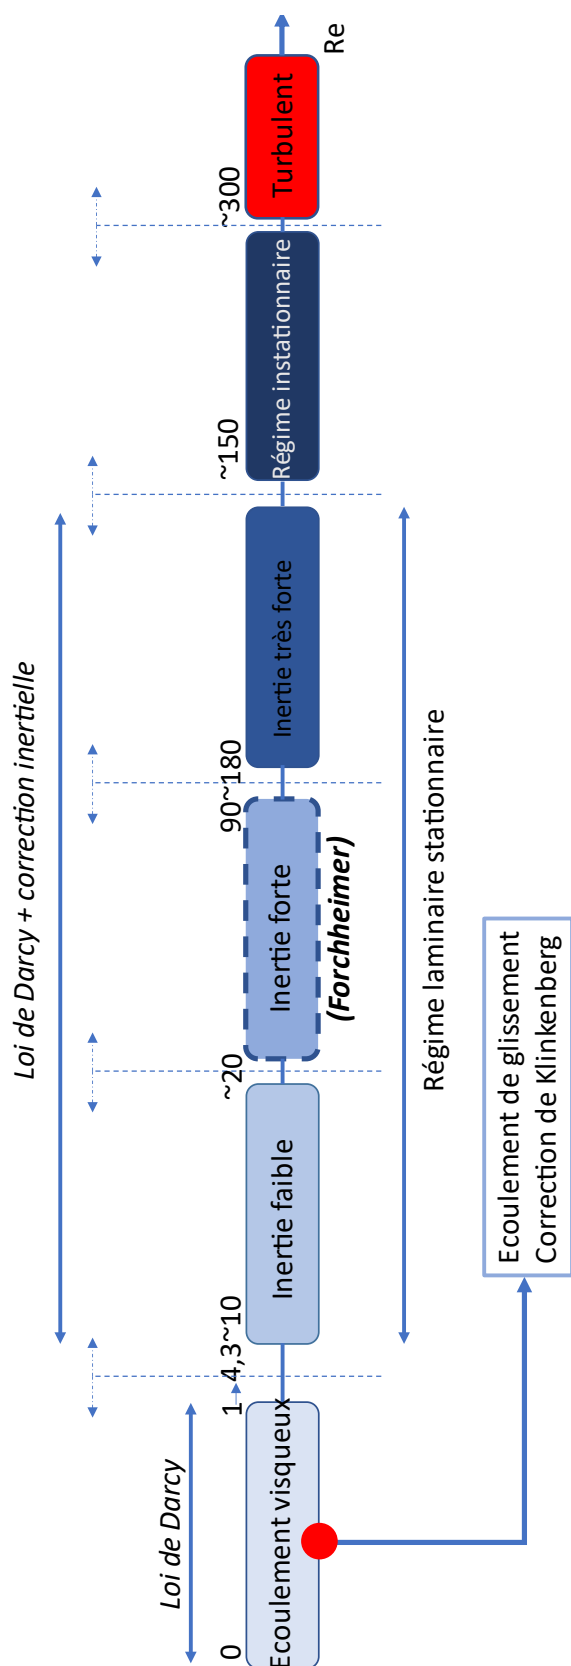 Loi de Darcy + correction inertielle
Loi de Darcy
0
1
4,3~10
~20
90~180
~150
~300
Ecoulement visqueux
Inertie faible
Inertie forte
Inertie très forte
Régime instationnaire
Turbulent
Re
(Forchheimer)
Régime laminaire stationnaire
Ecoulement de glissement
Correction de Klinkenberg